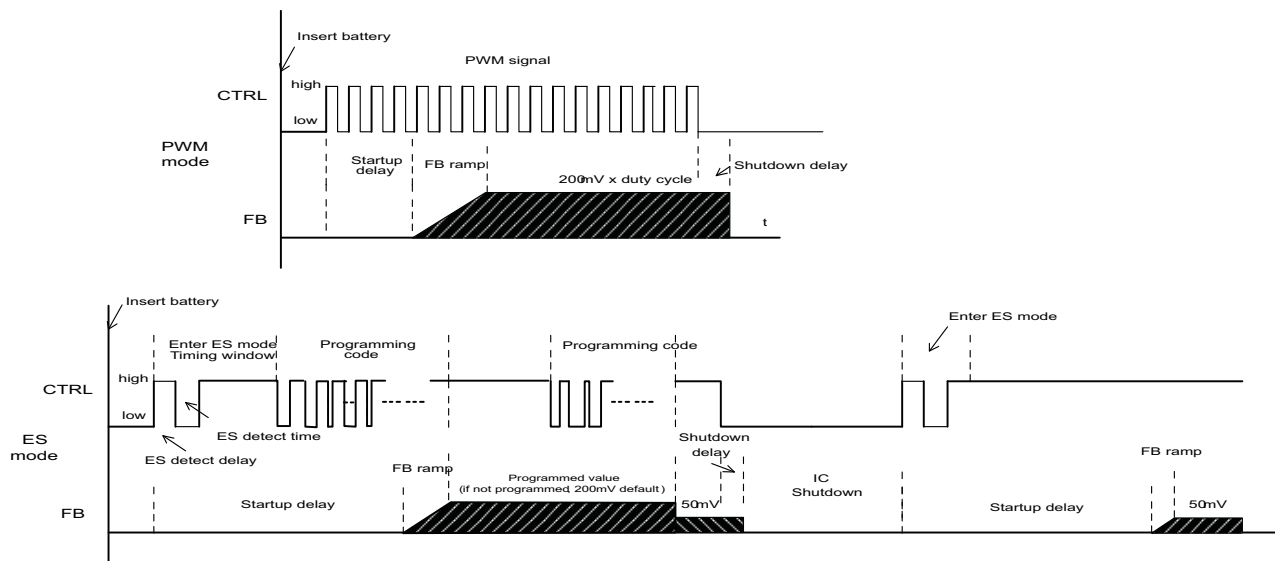 Insert battery
PWM signal
high
CTRL
low
PWM
mode
Startup
delay
FB ramp
Shutdown delay
200mV x duty cycle
FB
t
Insert battery
Enter ES mode
Enter ES mode
Timing window
Programming
code
Programming code
high
CTRL
low
ES detect time
ES
mode
ES detect delay
Shutdown
delay
FB ramp
FB ramp
Programmed value
(if not programmed, 200mV default)
IC
Shutdown
Startup delay
50mV
Startup delay
50mV
FB